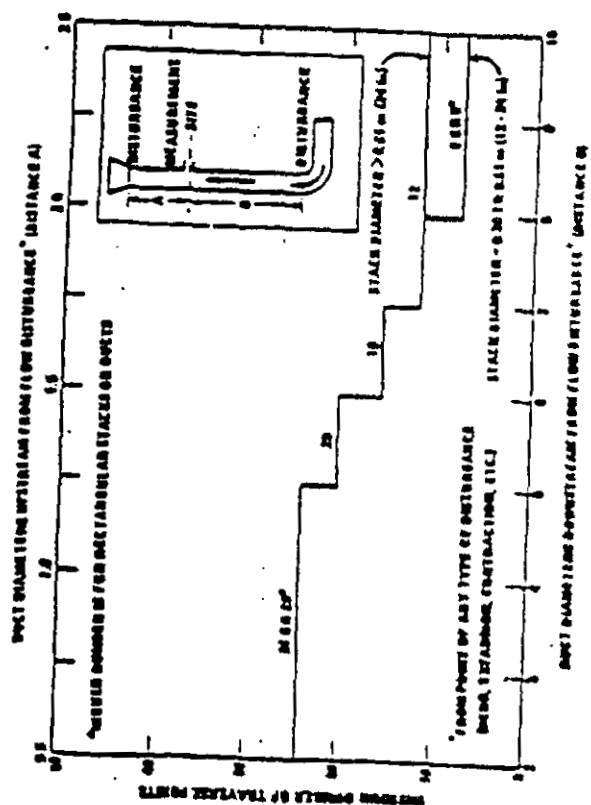 DUCT DIAMETERS UPSTREAM FROM FLOW DISTURBANCE* (DISTANCE A)
0.5
1.0
1.5
2.0
2.5
50
40
30
20
10
0
MINIMUM NUMBER OF TRAVERSE POINTS
ª HIGHER NUMBER IS FOR RECTANGULAR STACKS OR DUCTS
DISTURBANCE
MEASUREMENT
SITE
DISTURBANCE
A
B
24 OR 25ª
20
16
STACK DIAMETER > 0.61 m (24 in.)
12
8 OR 9ª
* FROM POINT OF ANY TYPE OF DISTURBANCE
(BEND, EXPANSION, CONTRACTION, ETC.)
STACK DIAMETER = 0.30 TO 0.61 m (12 - 24 in.)
2
3
4
5
6
7
8
9
10
DUCT DIAMETERS DOWNSTREAM FROM FLOW DISTURBANCE* (DISTANCE B)